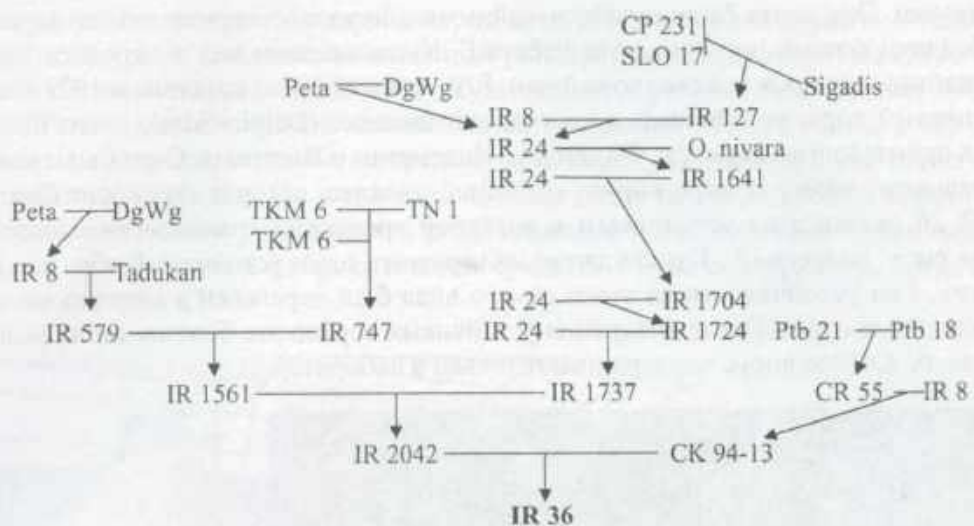 CP 231
SLO 17
Sigadis
Peta DgWg
IR 8 IR 127
IR 24 O. nivara
IR 24 IR 1641
Peta DgWg TKM 6 TN 1
TKM 6
IR 8 Tadukan
IR 24 IR 1704
IR 579 IR 747 IR 24 IR 1724 Ptb 21 Ptb 18
IR 1561 IR 1737 CR 55 IR 8
IR 2042 CK 94-13
IR 36